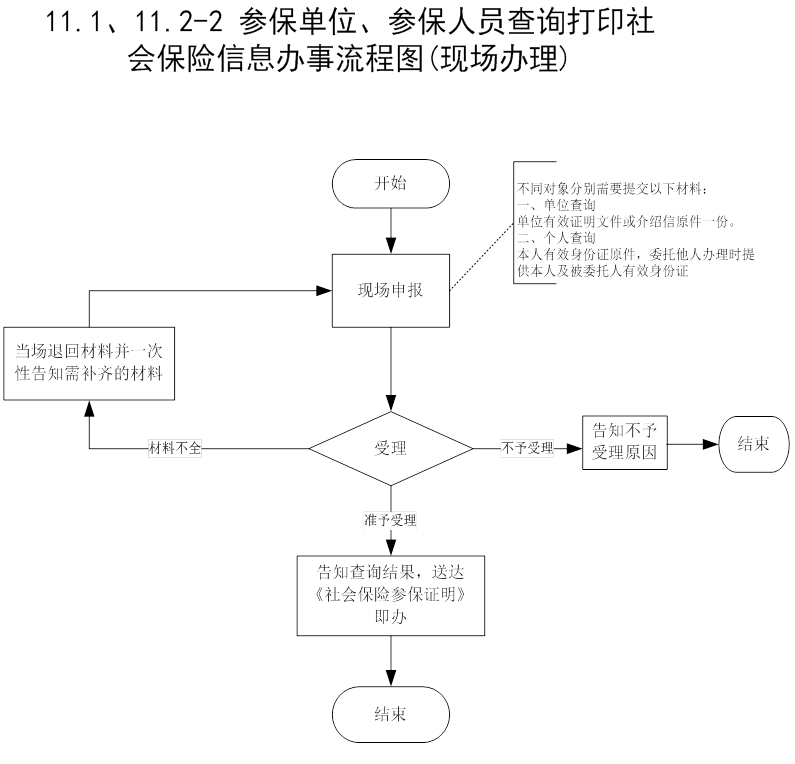 11.1、11.2-2 参保单位、参保人员查询打印社
会保险信息办事流程图(现场办理)
开始
不同对象分别需要提交以下材料：
一、单位查询
单位有效证明文件或介绍信原件一份。
二、个人查询
本人有效身份证原件，委托他人办理时提
供本人及被委托人有效身份证
现场申报
当场退回材料并一次
性告知需补齐的材料
材料不全
受理
不予受理
告知不予
受理原因
结束
准予受理
告知查询结果，送达
《社会保险参保证明》
即办
结束